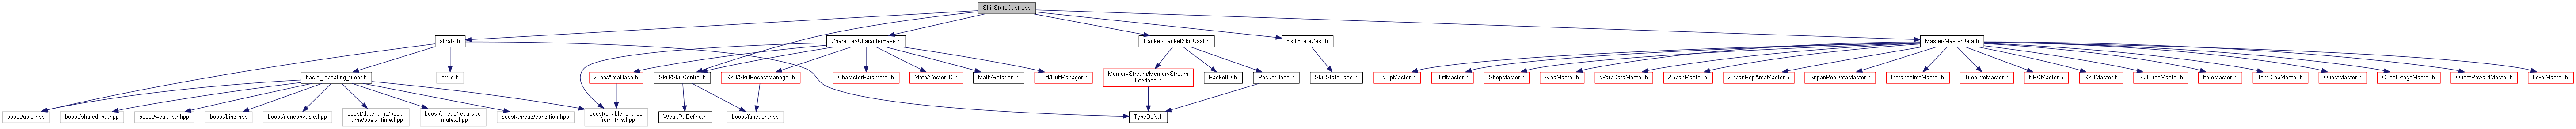 SkillStateCast.cpp
stdafx.h
Character/CharacterBase.h
Packet/PacketSkillCast.h
SkillStateCast.h
Master/MasterData.h
basic_repeating_timer.h
stdio.h
Area/AreaBase.h
Skill/SkillControl.h
Skill/SkillRecastManager.h
CharacterParameter.h
Math/Vector3D.h
Math/Rotation.h
Buff/BuffManager.h
MemoryStream/MemoryStream
Interface.h
PacketID.h
PacketBase.h
SkillStateBase.h
EquipMaster.h
BuffMaster.h
ShopMaster.h
AreaMaster.h
WarpDataMaster.h
AnpanMaster.h
AnpanPopAreaMaster.h
AnpanPopDataMaster.h
InstanceInfoMaster.h
TimeInfoMaster.h
NPCMaster.h
SkillMaster.h
SkillTreeMaster.h
ItemMaster.h
ItemDropMaster.h
QuestMaster.h
QuestStageMaster.h
QuestRewardMaster.h
LevelMaster.h
boost/asio.hpp
boost/shared_ptr.hpp
boost/weak_ptr.hpp
boost/bind.hpp
boost/noncopyable.hpp
boost/date_time/posix
_time/posix_time.hpp
boost/thread/recursive
_mutex.hpp
boost/thread/condition.hpp
boost/enable_shared
_from_this.hpp
WeakPtrDefine.h
boost/function.hpp
TypeDefs.h